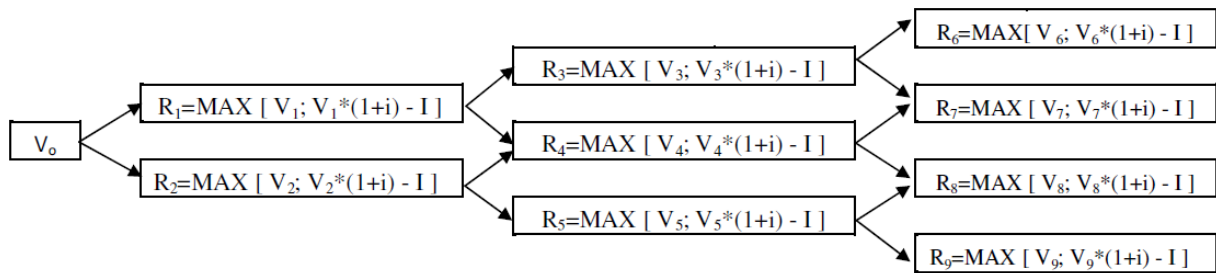 Vₒ
R₁=MAX [ V₁; V₁*(1+i) - I ]
R₂=MAX [ V₂; V₂*(1+i) - I ]
R₃=MAX [ V₃; V₃*(1+i) - I ]
R₄=MAX [ V₄; V₄*(1+i) - I ]
R₅=MAX [ V₅; V₅*(1+i) - I ]
R₆=MAX[ V ₆; V₆*(1+i) - I ]
R₇=MAX [ V₇; V₇*(1+i) - I ]
R₈=MAX [ V₈; V₈*(1+i) - I ]
R₉=MAX [ V₉; V₉*(1+i) - I ]